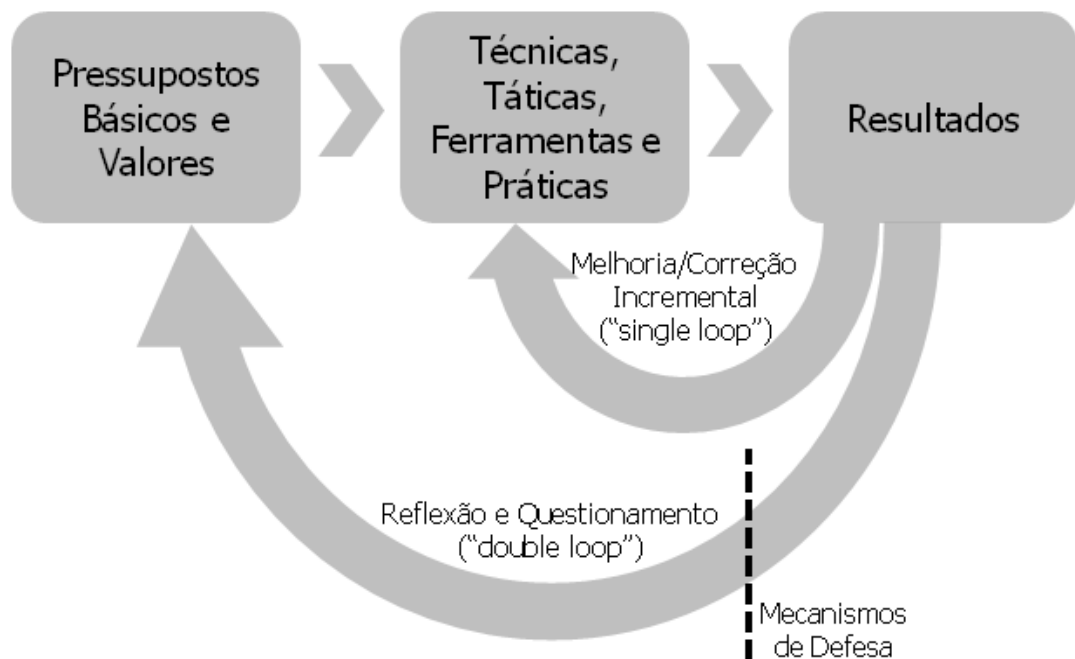 Pressupostos
Básicos e
Valores
Técnicas,
Táticas,
Ferramentas e
Práticas
Resultados
Melhoria/Correção
Incremental
(“single loop”)
Reflexão e Questionamento
(“double loop”)
Mecanismos
de Defesa